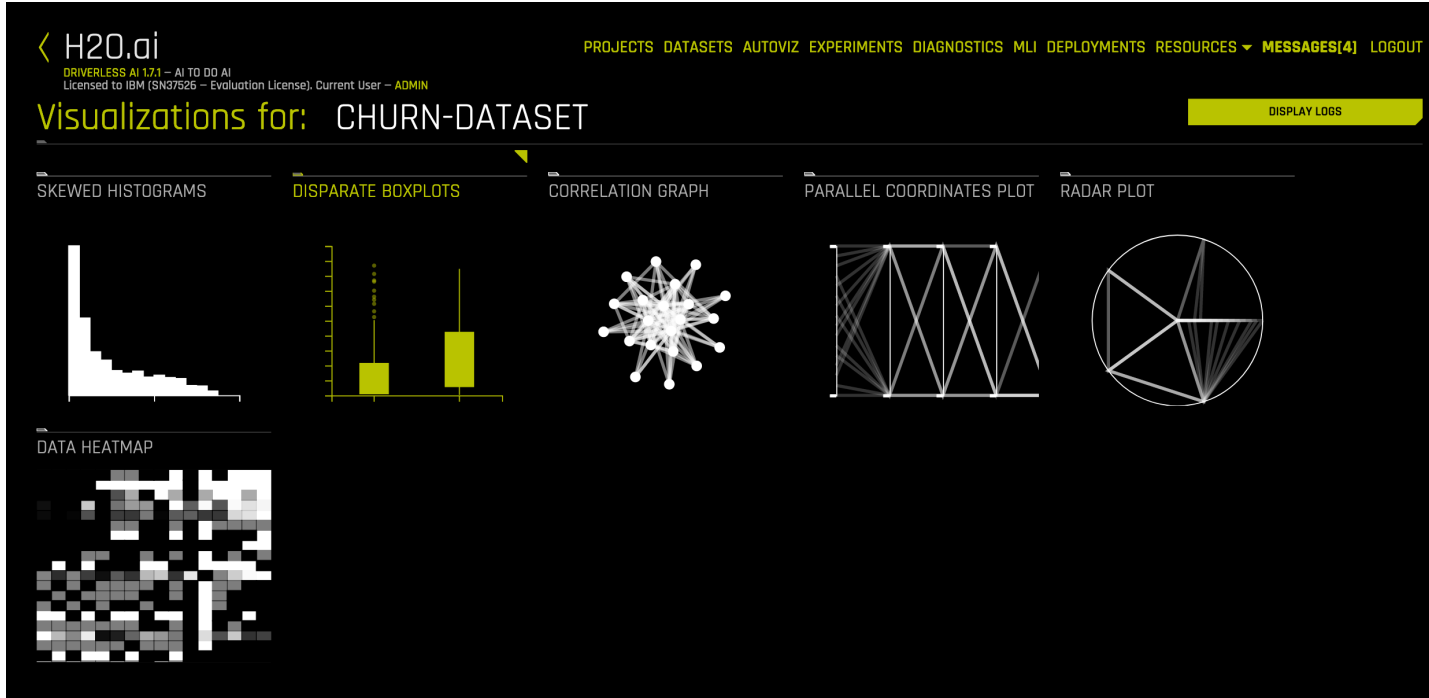 H2O.ai
PROJECTS DATASETS AUTOVIZ EXPERIMENTS DIAGNOSTICS MLI DEPLOYMENTS RESOURCES MESSAGES[4] LOGOUT
DRIVERLESS AI 1.7.1 – AI TO DO AI
Licensed to IBM (SN37526 – Evaluation License). Current User – ADMIN
Visualizations for: CHURN-DATASET
DISPLAY LOGS
SKEWED HISTOGRAMS
DISPARATE BOXPLOTS
CORRELATION GRAPH
PARALLEL COORDINATES PLOT
RADAR PLOT
DATA HEATMAP